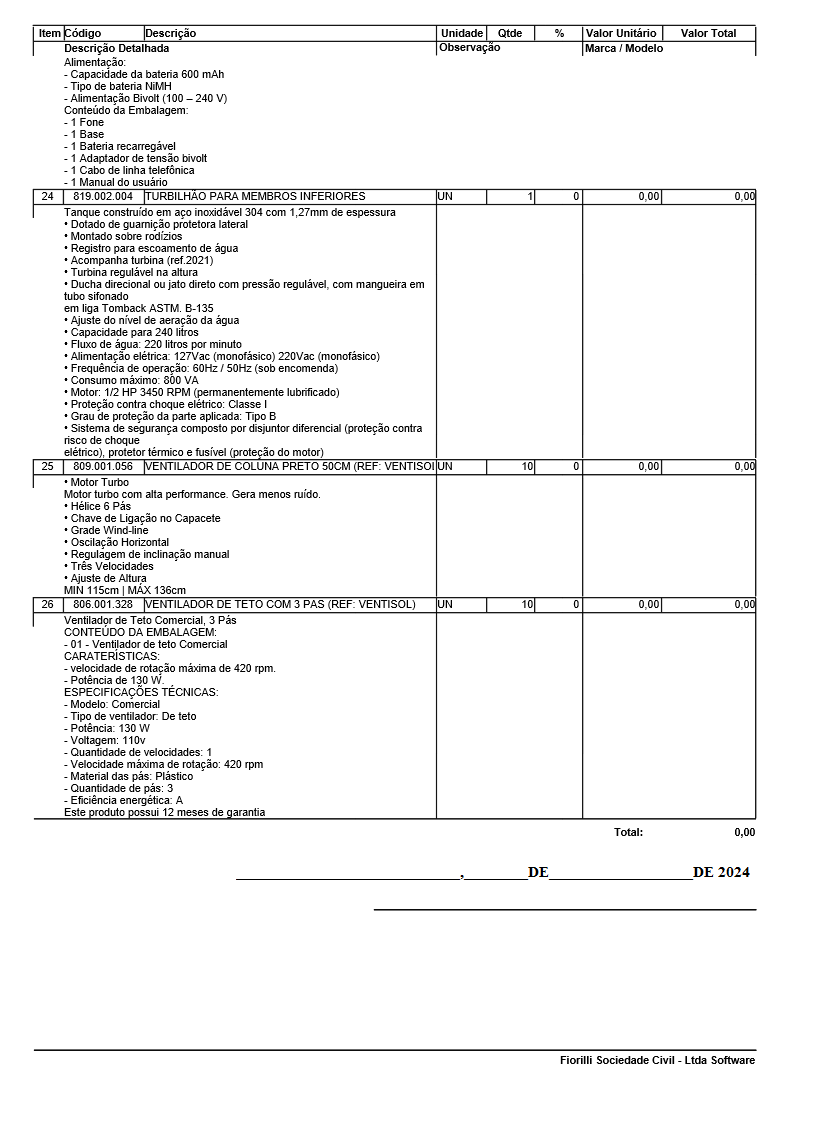 Item Código Descrição Unidade Qtde % Valor Unitário Valor Total
Descrição Detalhada Observação Marca / Modelo
Alimentação:
- Capacidade da bateria 600 mAh
- Tipo de bateria NiMH
- Alimentação Bivolt (100 – 240 V)
Conteúdo da Embalagem:
- 1 Fone
- 1 Base
- 1 Bateria recarregável
- 1 Adaptador de tensão bivolt
- 1 Cabo de linha telefônica
- 1 Manual do usuário
24 819.002.004 TURBILHÃO PARA MEMBROS INFERIORES UN 1 0 0,00 0,00
Tanque construído em aço inoxidável 304 com 1,27mm de espessura
• Dotado de guarnição protetora lateral
• Montado sobre rodízios
• Registro para escoamento de água
• Acompanha turbina (ref.2021)
• Turbina regulável na altura
• Ducha direcional ou jato direto com pressão regulável, com mangueira em
tubo sifonado
em liga Tomback ASTM. B-135
• Ajuste do nível de aeração da água
• Capacidade para 240 litros
• Fluxo de água: 220 litros por minuto
• Alimentação elétrica: 127Vac (monofásico) 220Vac (monofásico)
• Frequência de operação: 60Hz / 50Hz (sob encomenda)
• Consumo máximo: 800 VA
• Motor: 1/2 HP 3450 RPM (permanentemente lubrificado)
• Proteção contra choque elétrico: Classe I
• Grau de proteção da parte aplicada: Tipo B
• Sistema de segurança composto por disjuntor diferencial (proteção contra
risco de choque
elétrico), protetor térmico e fusível (proteção do motor)
25 809.001.056 VENTILADOR DE COLUNA PRETO 50CM (REF: VENTISOL UN 10 0 0,00 0,00
• Motor Turbo
Motor turbo com alta performance. Gera menos ruído.
• Hélice 6 Pás
• Chave de Ligação no Capacete
• Grade Wind-line
• Oscilação Horizontal
• Regulagem de inclinação manual
• Três Velocidades
• Ajuste de Altura
MIN 115cm | MÁX 136cm
26 806.001.328 VENTILADOR DE TETO COM 3 PAS (REF: VENTISOL) UN 10 0 0,00 0,00
Ventilador de Teto Comercial, 3 Pás
CONTEÚDO DA EMBALAGEM:
- 01 - Ventilador de teto Comercial
CARATERÍSTICAS:
- velocidade de rotação máxima de 420 rpm.
- Potência de 130 W.
ESPECIFICAÇÕES TÉCNICAS:
- Modelo: Comercial
- Tipo de ventilador: De teto
- Potência: 130 W
- Voltagem: 110v
- Quantidade de velocidades: 1
- Velocidade máxima de rotação: 420 rpm
- Material das pás: Plástico
- Quantidade de pás: 3
- Eficiência energética: A
Este produto possui 12 meses de garantia
Total: 0,00
____________________________,________DE__________________DE 2024
Fiorilli Sociedade Civil - Ltda Software